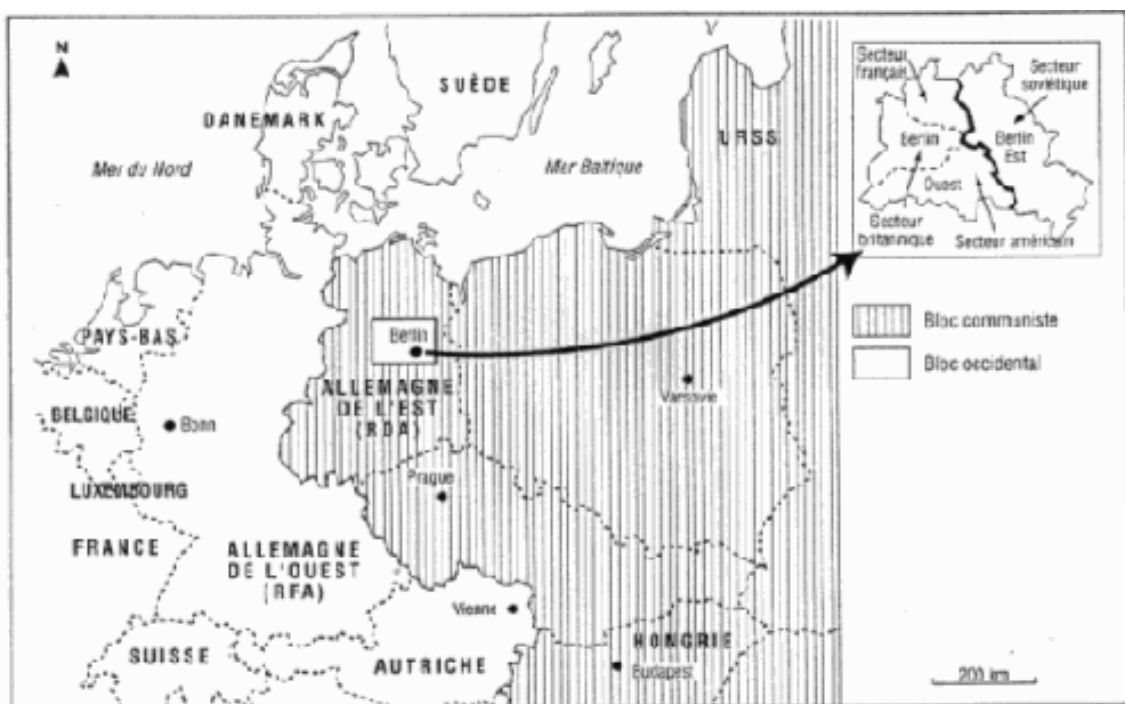 N
SUÈDE
DANEMARK
Mer du Nord
Mer Baltique
URSS
Secteur
français
Secteur
soviétique
Berlin
Ouest
Berlin
Est
Secteur
britannique
Secteur américain
Bloc communiste
Bloc occidental
PAYS-BAS
Berlin
ALLEMAGNE
DE L'EST
(RDA)
Varsovie
BELGIQUE
Bonn
LUXEMBOURG
Prague
FRANCE
ALLEMAGNE
DE L'OUEST
(RFA)
Vienne
SUISSE
AUTRICHE
HONGRIE
Budapest
200 km